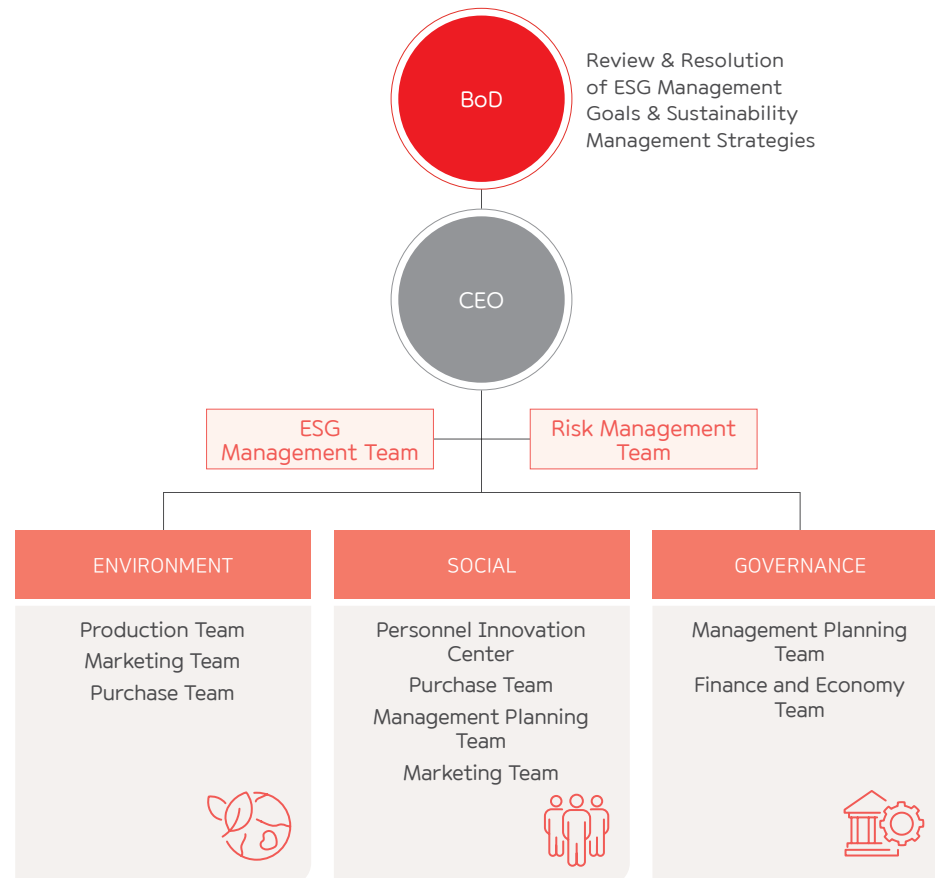 BoD
Review & Resolution
of ESG Management
Goals & Sustainability
Management Strategies
CEO
ESG
Management Team
Risk Management
Team
ENVIRONMENT
Production Team
Marketing Team
Purchase Team
SOCIAL
Personnel Innovation
Center
Purchase Team
Management Planning
Team
Marketing Team
GOVERNANCE
Management Planning
Team
Finance and Economy
Team